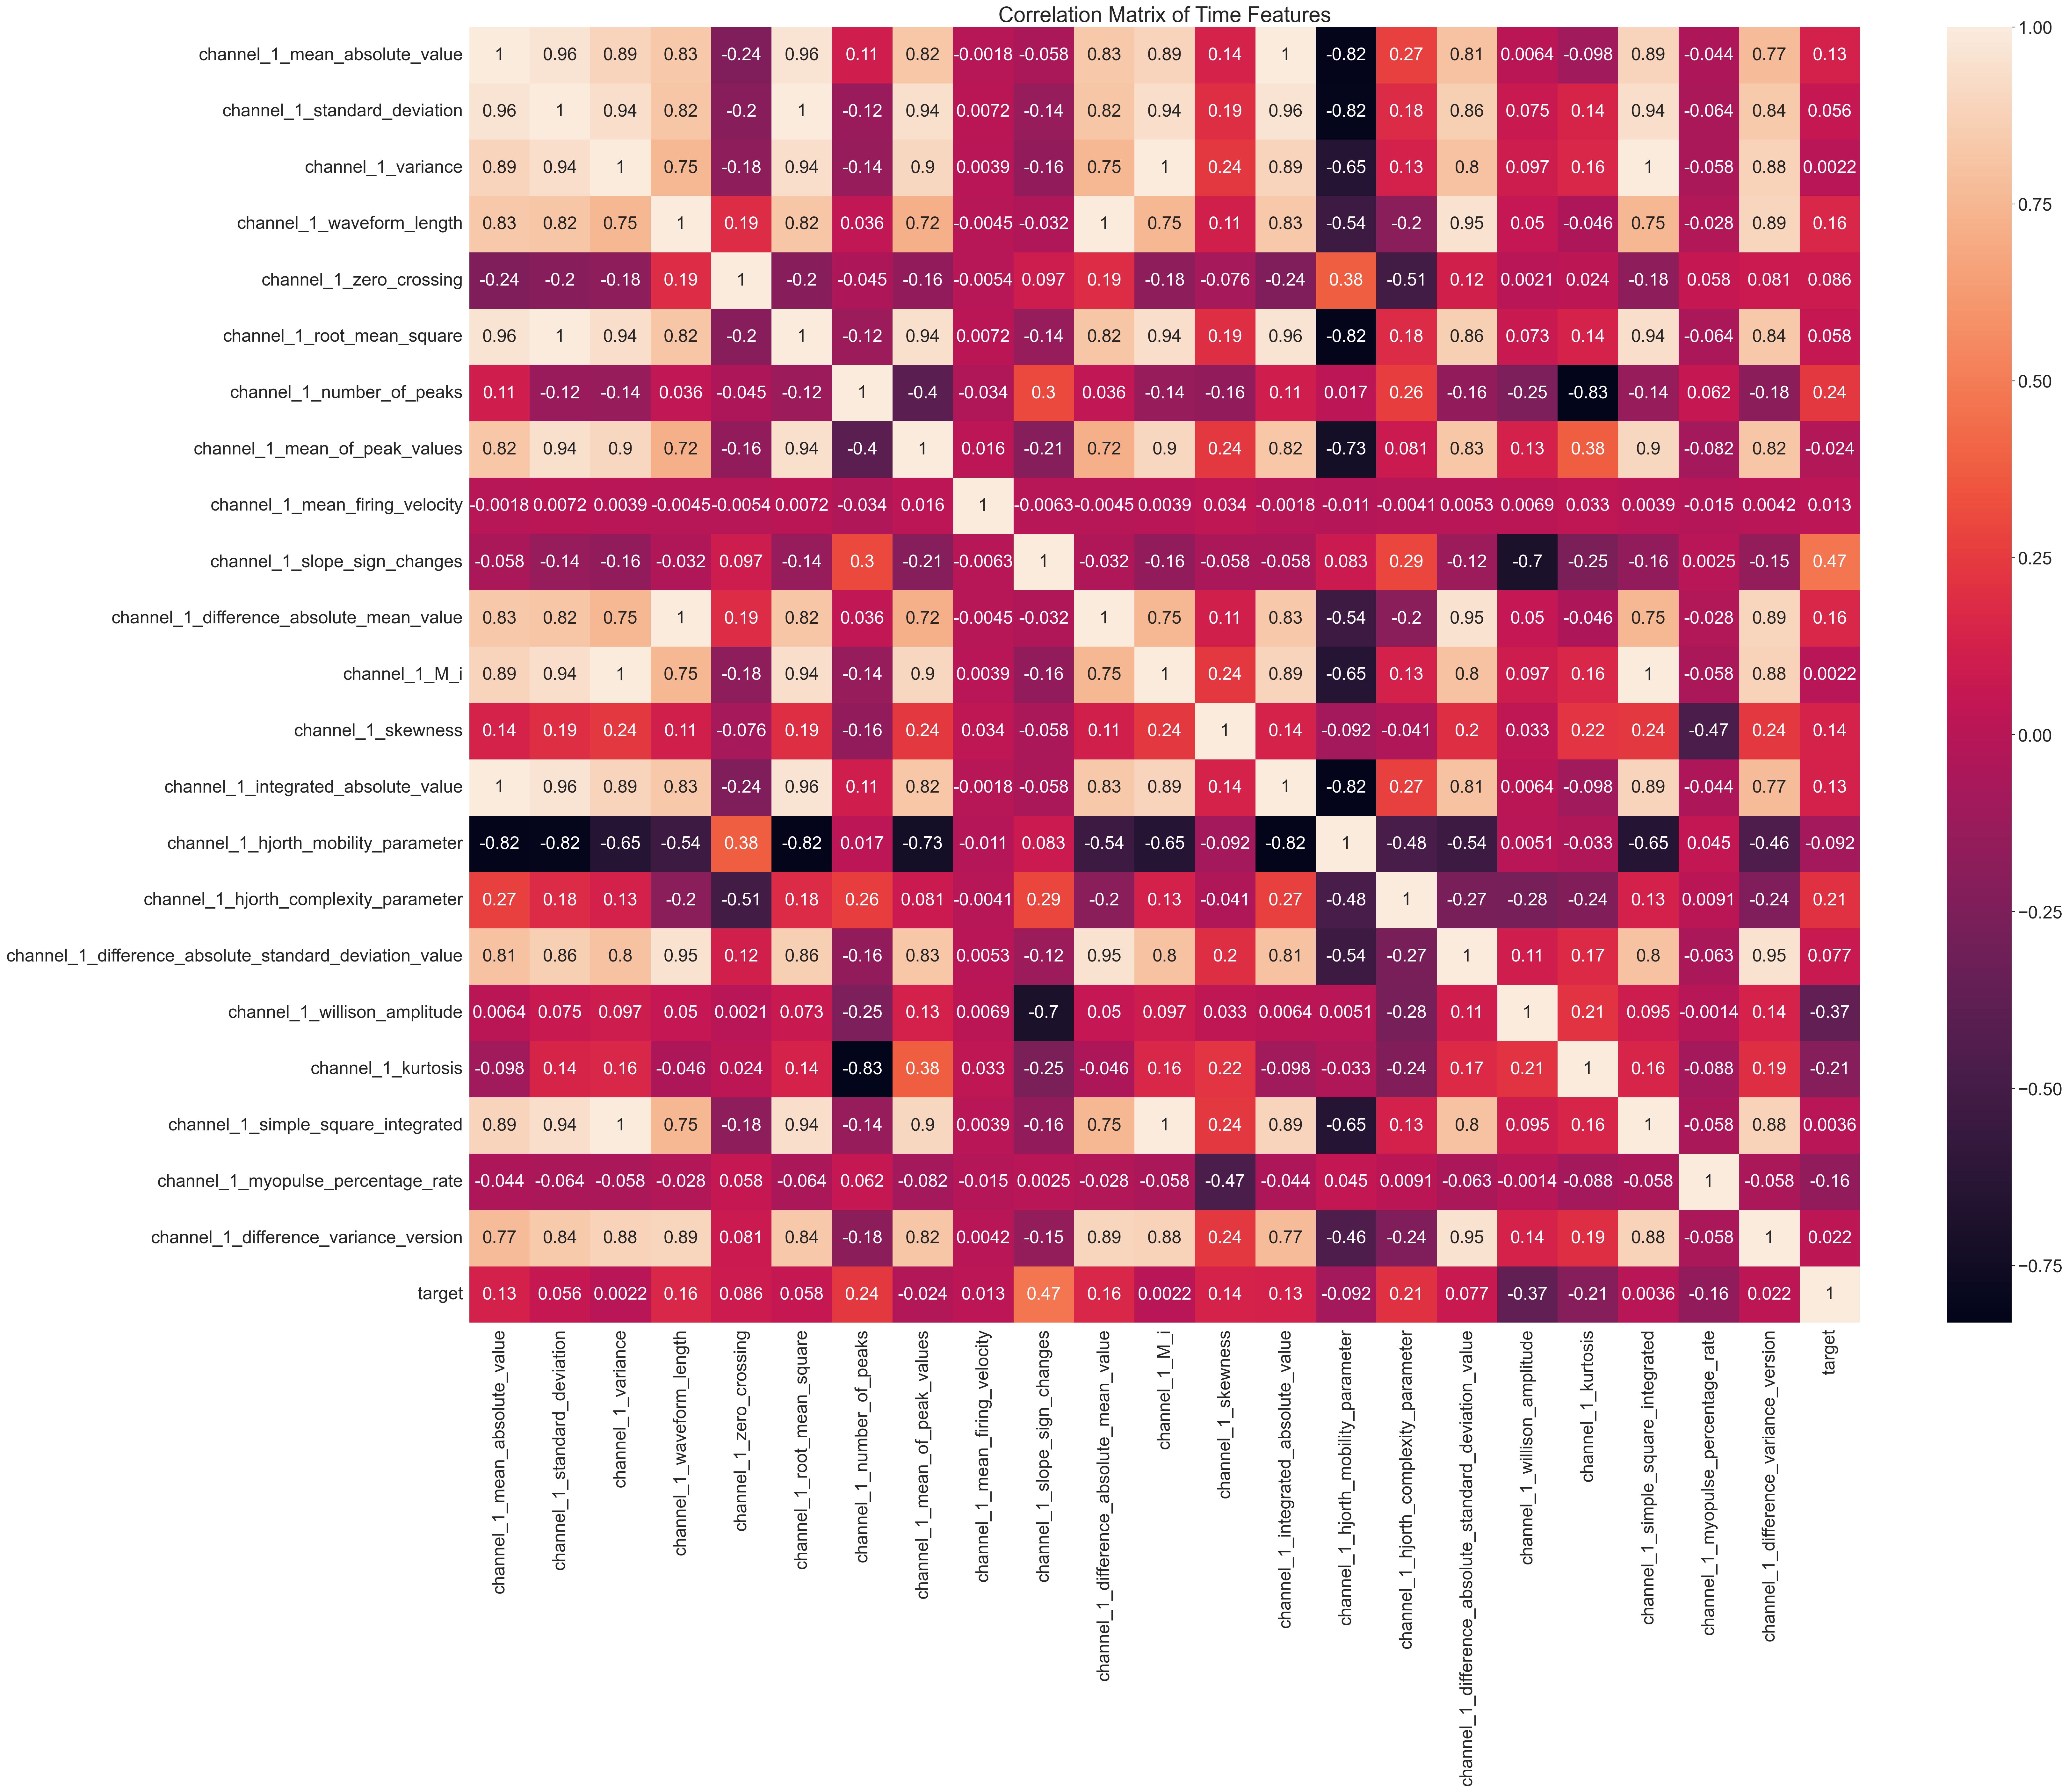 Correlation Matrix of Time Features
channel_1_mean_absolute_value 1 0.96 0.89 0.83 -0.24 0.96 0.11 0.82 -0.0018 -0.058 0.83 0.89 0.14 1 -0.82 0.27 0.81 0.0064 -0.098 0.89 -0.044 0.77 0.13
channel_1_standard_deviation 0.96 1 0.94 0.82 -0.2 1 -0.12 0.94 0.0072 -0.14 0.82 0.94 0.19 0.96 -0.82 0.18 0.86 0.075 0.14 0.94 -0.064 0.84 0.056
channel_1_variance 0.89 0.94 1 0.75 -0.18 0.94 -0.14 0.9 0.0039 -0.16 0.75 1 0.24 0.89 -0.65 0.13 0.8 0.097 0.16 1 -0.058 0.88 0.0022
channel_1_waveform_length 0.83 0.82 0.75 1 0.19 0.82 0.036 0.72 -0.0045 -0.032 1 0.75 0.11 0.83 -0.54 -0.2 0.95 0.05 -0.046 0.75 -0.028 0.89 0.16
channel_1_zero_crossing -0.24 -0.2 -0.18 0.19 1 -0.2 -0.045 -0.16 -0.0054 0.097 0.19 -0.18 -0.076 -0.24 0.38 -0.51 0.12 0.0021 0.024 -0.18 0.058 0.081 0.086
channel_1_root_mean_square 0.96 1 0.94 0.82 -0.2 1 -0.12 0.94 0.0072 -0.14 0.82 0.94 0.19 0.96 -0.82 0.18 0.86 0.073 0.14 0.94 -0.064 0.84 0.058
channel_1_number_of_peaks 0.11 -0.12 -0.14 0.036 -0.045 -0.12 1 -0.4 -0.034 0.3 0.036 -0.14 -0.16 0.11 0.017 0.26 -0.16 -0.25 -0.83 -0.14 0.062 -0.18 0.24
channel_1_mean_of_peak_values 0.82 0.94 0.9 0.72 -0.16 0.94 -0.4 1 0.016 -0.21 0.72 0.9 0.24 0.82 -0.73 0.081 0.83 0.13 0.38 0.9 -0.082 0.82 -0.024
channel_1_mean_firing_velocity -0.0018 0.0072 0.0039 -0.0045 -0.0054 0.0072 -0.034 0.016 1 -0.0063 -0.0045 0.0039 0.034 -0.0018 -0.011 -0.0041 0.0053 0.0069 0.033 0.0039 -0.015 0.0042 0.013
channel_1_slope_sign_changes -0.058 -0.14 -0.16 -0.032 0.097 -0.14 0.3 -0.21 -0.0063 1 -0.032 -0.16 -0.058 -0.058 0.083 0.29 -0.12 -0.7 -0.25 -0.16 0.0025 -0.15 0.47
channel_1_difference_absolute_mean_value 0.83 0.82 0.75 1 0.19 0.82 0.036 0.72 -0.0045 -0.032 1 0.75 0.11 0.83 -0.54 -0.2 0.95 0.05 -0.046 0.75 -0.028 0.89 0.16
channel_1_M_i 0.89 0.94 1 0.75 -0.18 0.94 -0.14 0.9 0.0039 -0.16 0.75 1 0.24 0.89 -0.65 0.13 0.8 0.097 0.16 1 -0.058 0.88 0.0022
channel_1_skewness 0.14 0.19 0.24 0.11 -0.076 0.19 -0.16 0.24 0.034 -0.058 0.11 0.24 1 0.14 -0.092 -0.041 0.2 0.033 0.22 0.24 -0.47 0.24 0.14
channel_1_integrated_absolute_value 1 0.96 0.89 0.83 -0.24 0.96 0.11 0.82 -0.0018 -0.058 0.83 0.89 0.14 1 -0.82 0.27 0.81 0.0064 -0.098 0.89 -0.044 0.77 0.13
channel_1_hjorth_mobility_parameter -0.82 -0.82 -0.65 -0.54 0.38 -0.82 0.017 -0.73 -0.011 0.083 -0.54 -0.65 -0.092 -0.82 1 -0.48 -0.54 0.0051 -0.033 -0.65 0.045 -0.46 -0.092
channel_1_hjorth_complexity_parameter 0.27 0.18 0.13 -0.2 -0.51 0.18 0.26 0.081 -0.0041 0.29 -0.2 0.13 -0.041 0.27 -0.48 1 -0.27 -0.28 -0.24 0.13 0.0091 -0.24 0.21
channel_1_difference_absolute_standard_deviation_value 0.81 0.86 0.8 0.95 0.12 0.86 -0.16 0.83 0.0053 -0.12 0.95 0.8 0.2 0.81 -0.54 -0.27 1 0.11 0.17 0.8 -0.063 0.95 0.077
channel_1_willison_amplitude 0.0064 0.075 0.097 0.05 0.0021 0.073 -0.25 0.13 0.0069 -0.7 0.05 0.097 0.033 0.0064 0.0051 -0.28 0.11 1 0.21 0.095 -0.0014 0.14 -0.37
channel_1_kurtosis -0.098 0.14 0.16 -0.046 0.024 0.14 -0.83 0.38 0.033 -0.25 -0.046 0.16 0.22 -0.098 -0.033 -0.24 0.17 0.21 1 0.16 -0.088 0.19 -0.21
channel_1_simple_square_integrated 0.89 0.94 1 0.75 -0.18 0.94 -0.14 0.9 0.0039 -0.16 0.75 1 0.24 0.89 -0.65 0.13 0.8 0.095 0.16 1 -0.058 0.88 0.0036
channel_1_myopulse_percentage_rate -0.044 -0.064 -0.058 -0.028 0.058 -0.064 0.062 -0.082 -0.015 0.0025 -0.028 -0.058 -0.47 -0.044 0.045 0.0091 -0.063 -0.0014 -0.088 -0.058 1 -0.058 -0.16
channel_1_difference_variance_version 0.77 0.84 0.88 0.89 0.081 0.84 -0.18 0.82 0.0042 -0.15 0.89 0.88 0.24 0.77 -0.46 -0.24 0.95 0.14 0.19 0.88 -0.058 1 0.022
target 0.13 0.056 0.0022 0.16 0.086 0.058 0.24 -0.024 0.013 0.47 0.16 0.0022 0.14 0.13 -0.092 0.21 0.077 -0.37 -0.21 0.0036 -0.16 0.022 1
channel_1_mean_absolute_value
channel_1_standard_deviation
channel_1_variance
channel_1_waveform_length
channel_1_zero_crossing
channel_1_root_mean_square
channel_1_number_of_peaks
channel_1_mean_of_peak_values
channel_1_mean_firing_velocity
channel_1_slope_sign_changes
channel_1_difference_absolute_mean_value
channel_1_M_i
channel_1_skewness
channel_1_integrated_absolute_value
channel_1_hjorth_mobility_parameter
channel_1_hjorth_complexity_parameter
channel_1_difference_absolute_standard_deviation_value
channel_1_willison_amplitude
channel_1_kurtosis
channel_1_simple_square_integrated
channel_1_myopulse_percentage_rate
channel_1_difference_variance_version
target
1.00
0.75
0.50
0.25
0.00
−0.25
−0.50
−0.75